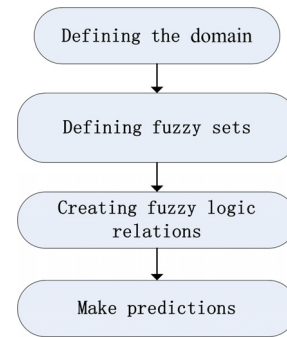 Defining the domain
Defining fuzzy sets
Creating fuzzy logic
relations
Make predictions